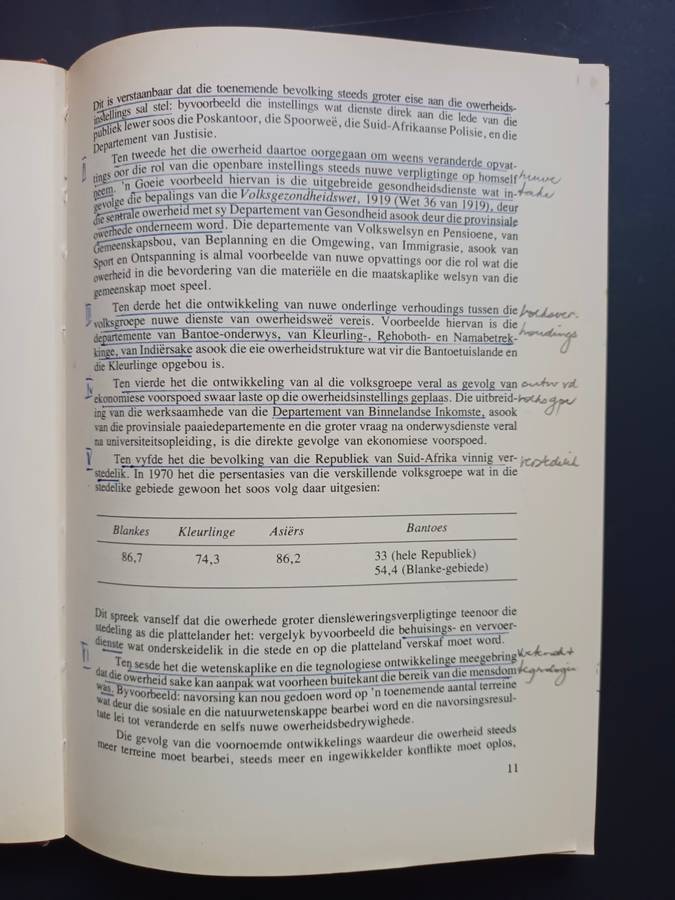 Dit is verstaanbaar dat die toenemende bevolking steeds groter eise aan die owerheids-
instellings sal stel: byvoorbeeld die instellings wat dienste direk aan die lede van die
publiek lewer soos die Poskantoor, die Spoorweë, die Suid-Afrikaanse Polisie, en die
Departement van Justisie.
Ten tweede het die owerheid daartoe oorgegaan om weens veranderde opvat-
tings oor die rol van die openbare instellings steeds nuwe verpligtinge op homself
neem. 'n Goeie voorbeeld hiervan is die uitgebreide gesondheidsdienste wat in-
gevolge die bepalings van die Volksgezondheidswet, 1919 (Wet 36 van 1919), deur
die sentrale owerheid met sy Departement van Gesondheid asook deur die provinsiale
owerhede onderneem word. Die departemente van Volkswelsyn en Pensioene, van
Gemeenskapsbou, van Beplanning en die Omgewing, van Immigrasie, asook van
Sport en Ontspanning is almal voorbeelde van nuwe opvattings oor die rol wat die
owerheid in die bevordering van die materiële en die maatskaplike welsyn van die
gemeenskap moet speel.
nuwe
take
Ten derde het die ontwikkeling van nuwe onderlinge verhoudings tussen die
volksgroepe nuwe dienste van owerheidsweë vereis. Voorbeelde hiervan is die
departemente van Bantoe-onderwys, van Kleurling-, Rehoboth- en Namabetrek-
kinge, van Indiërsake asook die eie owerheidstrukture wat vir die Bantoetuislande en
die Kleurlinge opgebou is.
volksver-
houdings
IV
Ten vierde het die ontwikkeling van al die volksgroepe veral as gevolg van
ekonomiese voorspoed swaar laste op die owerheidsinstellings geplaas. Die uitbreid-
ing van die werksaamhede van die Departement van Binnelandse Inkomste, asook
van die provinsiale paaiedepartemente en die groter vraag na onderwysdienste veral
na universiteitsopleiding, is die direkte gevolg van ekonomiese voorspoed.
V
Ten vyfde het die bevolking van die Republiek van Suid-Afrika vinnig ver-
stedelik. In 1970 het die persentasies van die verskillende volksgroepe wat in die
stedelike gebiede gewoon het soos volg daar uitgesien:
verstedelik
Blankes Kleurlinge Asiërs Bantoes
86,7 74,3 86,2 33 (hele Republiek)
54,4 (Blanke-gebiede)
Dit spreek vanself dat die owerhede groter diensleweringsverpligtinge teenoor die
stedeling as die plattelander het: vergelyk byvoorbeeld die behuisings- en vervoer-
dienste wat onderskeidelik in die stede en op die platteland verskaf moet word.
Ten sesde het die wetenskaplike en die tegnologiese ontwikkelinge meegebring
dat die owerheid sake kan aanpak wat voorheen buitekant die bereik van die mensdom
was. Byvoorbeeld: navorsing kan nou gedoen word op 'n toenemende aantal terreine
wat deur die sosiale en die natuurwetenskappe bearbei word en die navorsingsresul-
tate lei tot veranderde en selfs nuwe owerheidsbedrywighede.
Die gevolg van die voornoemde ontwikkelings waardeur die owerheid steeds
meer terreine moet bearbei, steeds meer en ingewikkelder konflikte moet oplos,
11